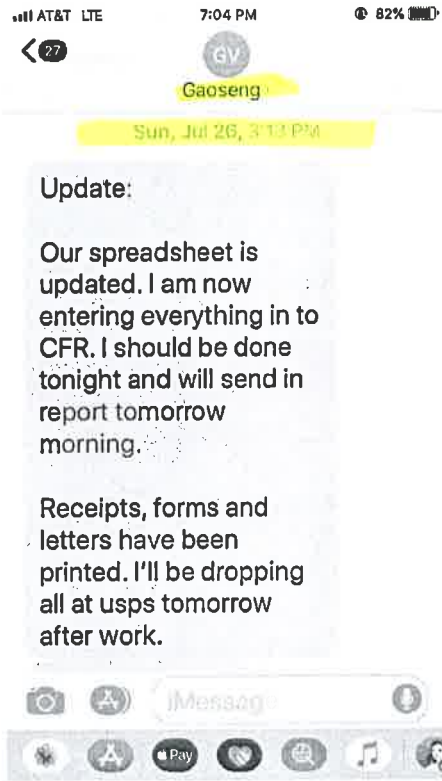 AT&T LTE 7:04 PM 82%
27
GV
Gaoseng
Sun, Jul 26, 3:13 PM
Update:
Our spreadsheet is
updated. I am now
entering everything in to
CFR. I should be done
tonight and will send in
report tomorrow
morning.
Receipts, forms and
letters have been
printed. I'll be dropping
all at usps tomorrow
after work.
iMessag
Pay